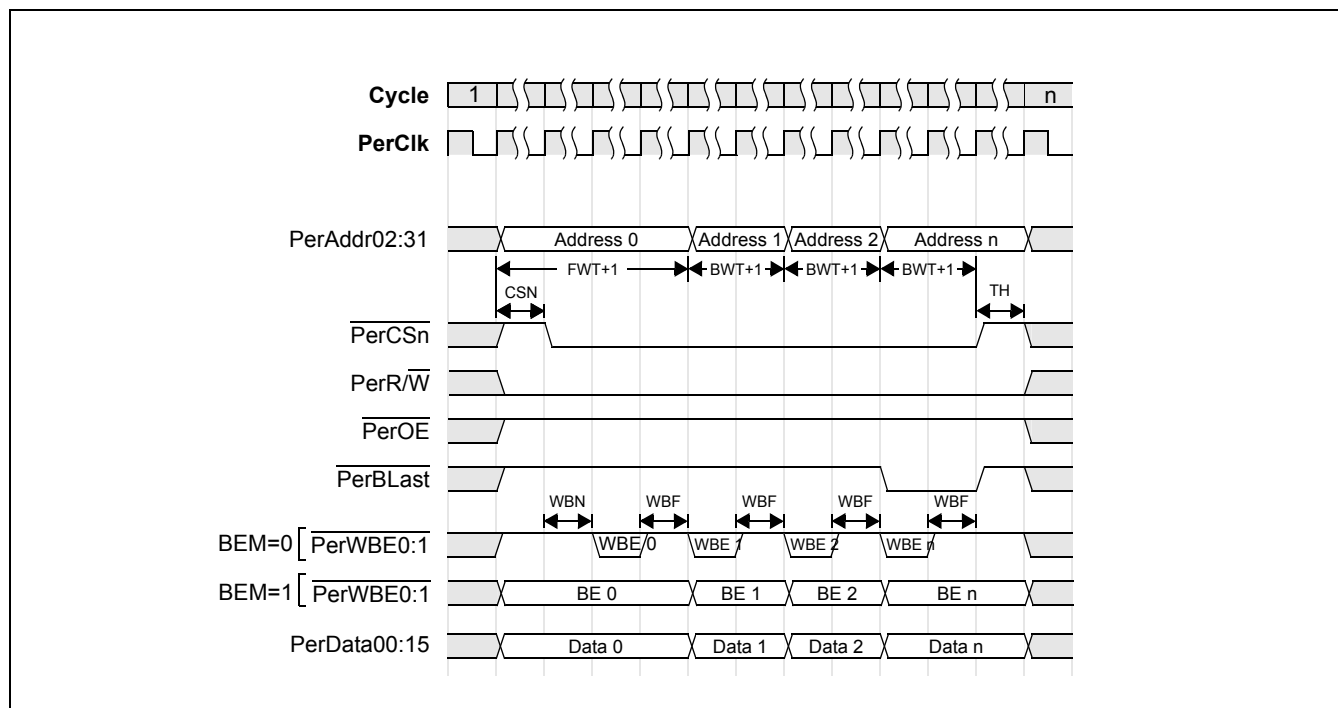 Cycle 1 n
PerClk
PerAddr02:31 Address 0 Address 1 Address 2 Address n
FWT+1 BWT+1 BWT+1 BWT+1
CSN TH
PerCSn
PerR/W
PerOE
PerBLast
WBN WBF WBF WBF WBF
BEM=0 [ PerWBE0:1 WBE 0 WBE 1 WBE 2 WBE n
BEM=1 [ PerWBE0:1 BE 0 BE 1 BE 2 BE n
PerData00:15 Data 0 Data 1 Data 2 Data n